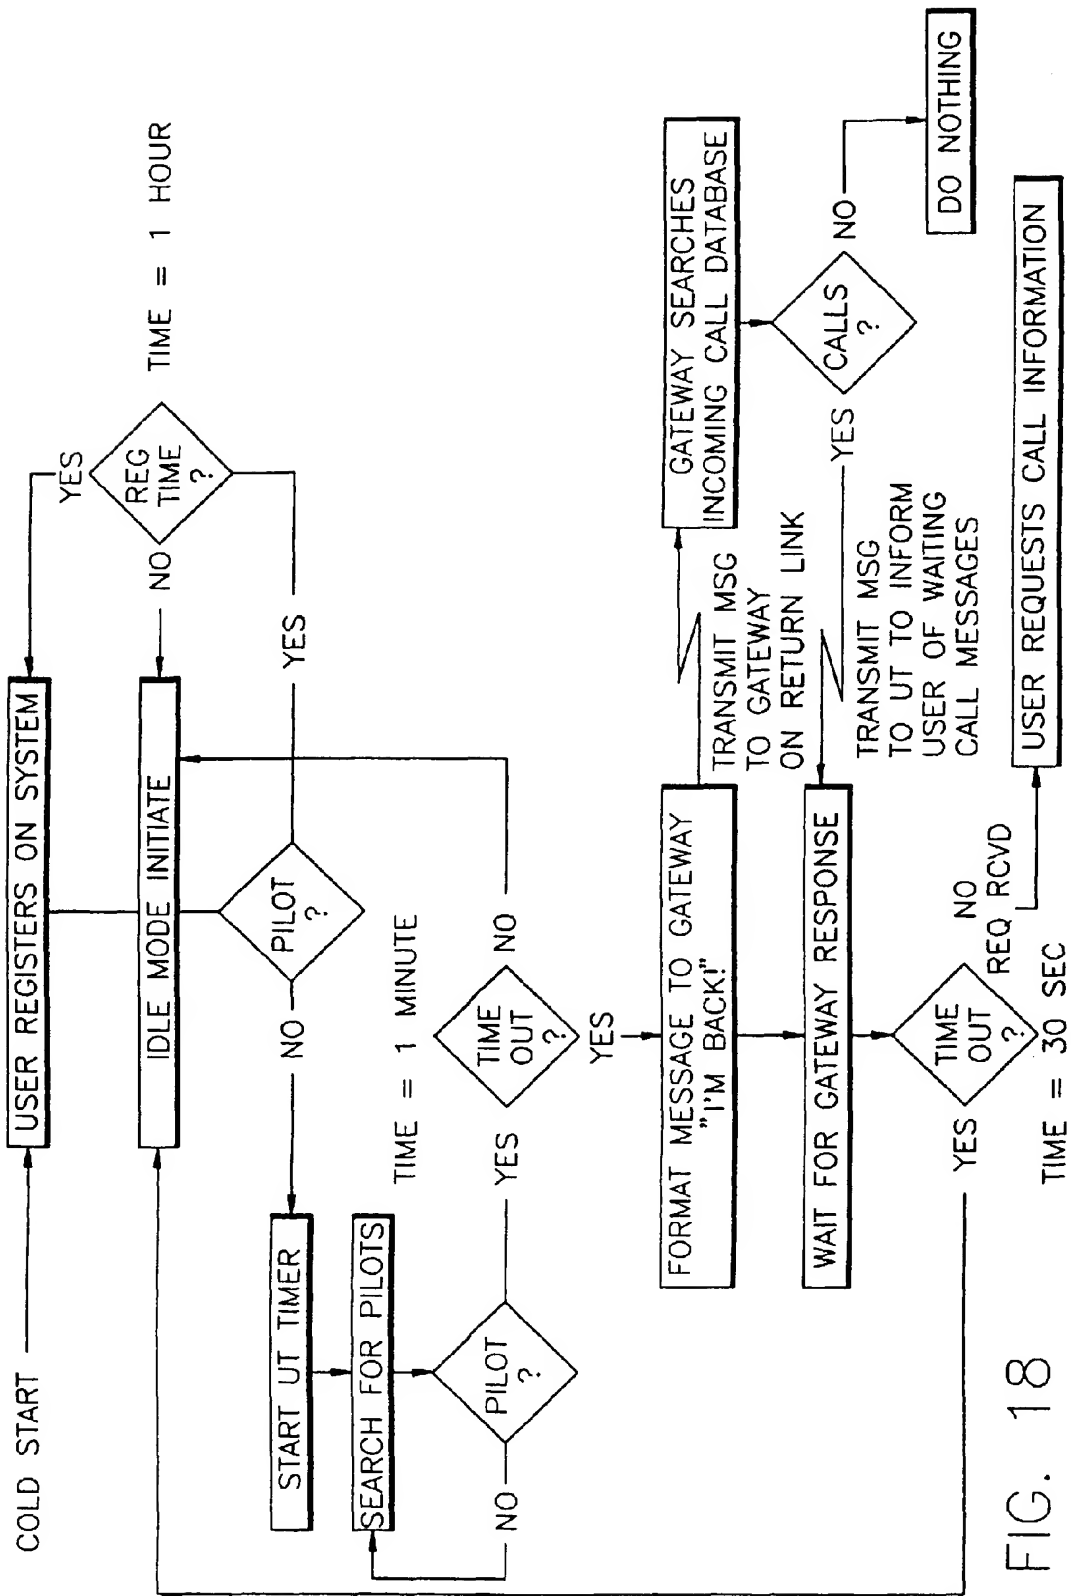 COLD START
USER REGISTERS ON SYSTEM
YES
TIME = 1 HOUR
REG
TIME
?
NO
IDLE MODE INITIATE
YES
PILOT
?
NO
START UT TIMER
SEARCH FOR PILOTS
TIME = 1 MINUTE
PILOT
?
NO
YES
TIME
OUT
?
NO
YES
FORMAT MESSAGE TO GATEWAY
"I'M BACK!"
TRANSMIT MSG
TO GATEWAY
ON RETURN LINK
GATEWAY SEARCHES
INCOMING CALL DATABASE
CALLS
?
NO
DO NOTHING
YES
TRANSMIT MSG
TO UT TO INFORM
USER OF WAITING
CALL MESSAGES
WAIT FOR GATEWAY RESPONSE
TIME
OUT
?
YES
NO
REQ RCVD
TIME = 30 SEC
USER REQUESTS CALL INFORMATION
FIG. 18